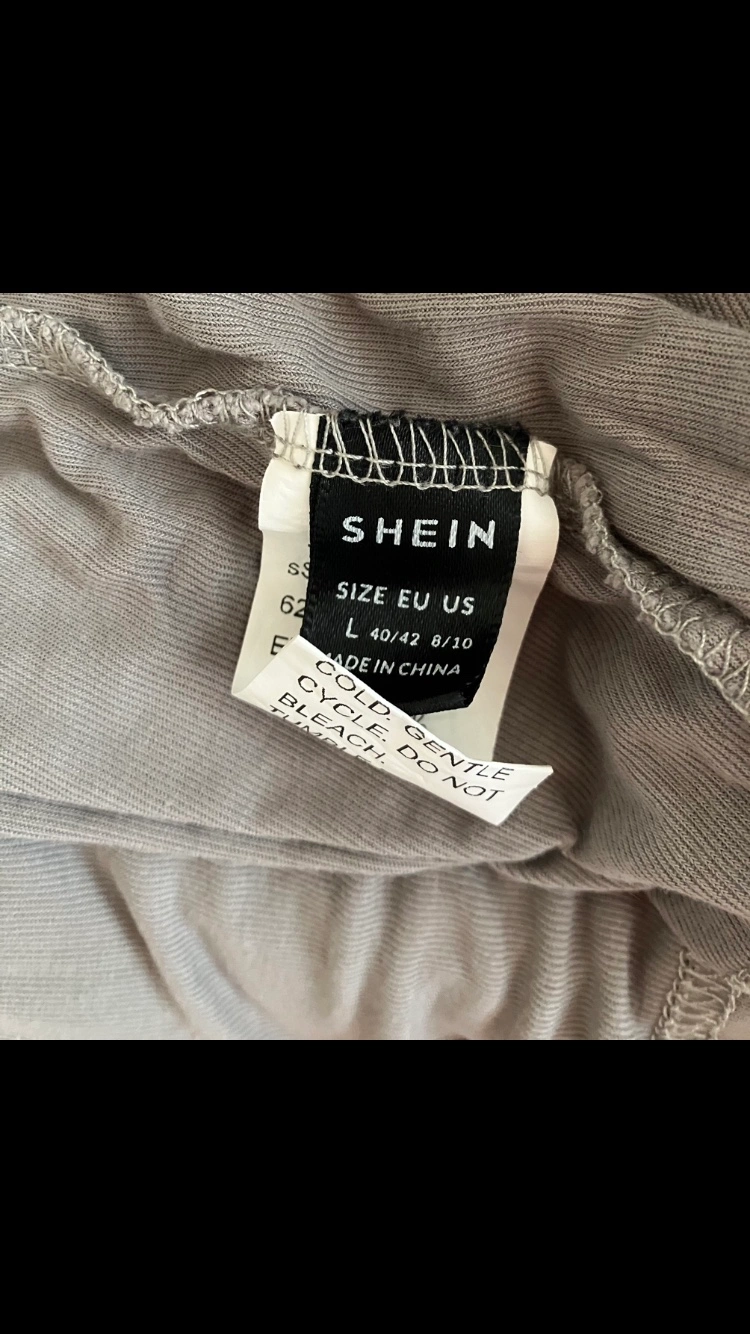 SHEIN
SIZE EU US
L 40/42 8/10
MADE IN CHINA
COLD. GENTLE
CYCLE. DO NOT
BLEACH.